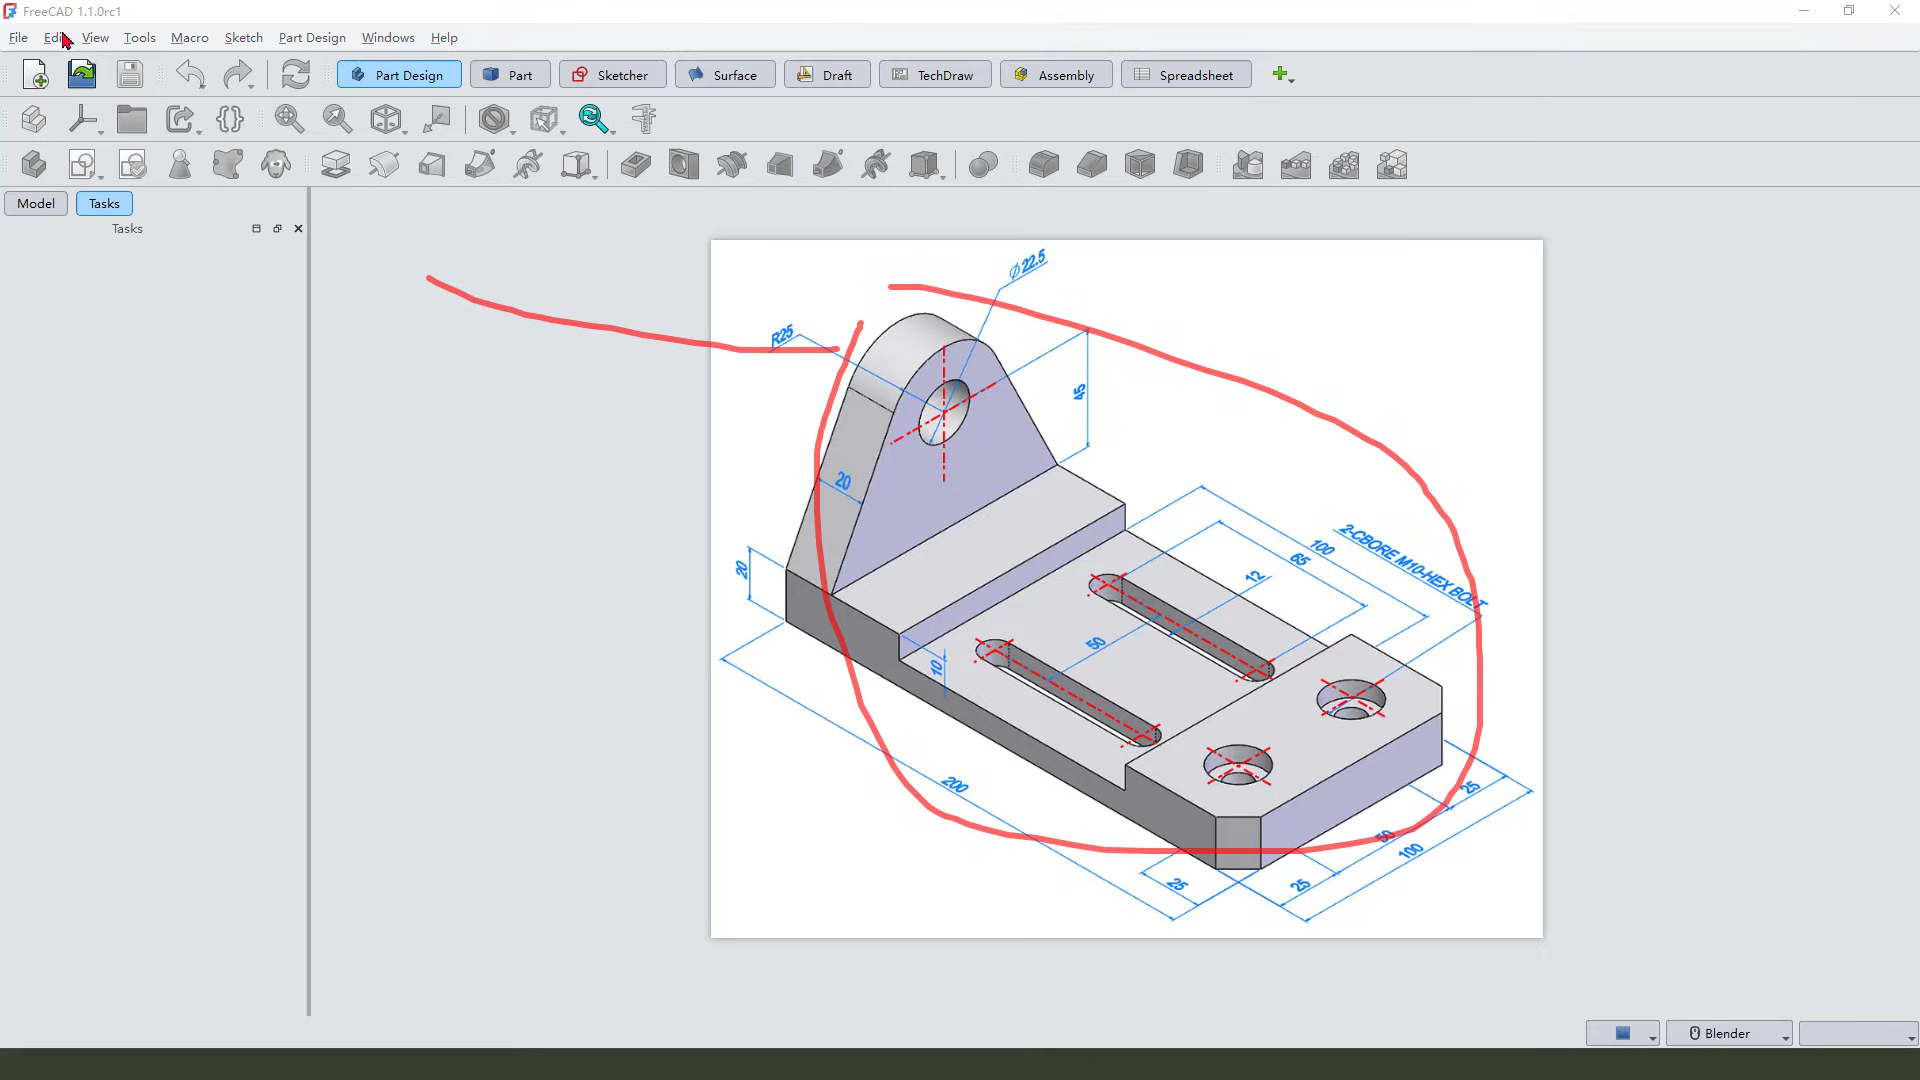 FreeCAD 1.1.0rc1
File Edit View Tools Macro Sketch Part Design Windows Help
Part Design Part Sketcher Surface Draft TechDraw Assembly Spreadsheet
Model Tasks
Tasks
Ø22.5
R25
45
20
20
100
65
12
2-CBORE M10-HEX BOLT
50
10
200
25
50
100
25
25
Blender